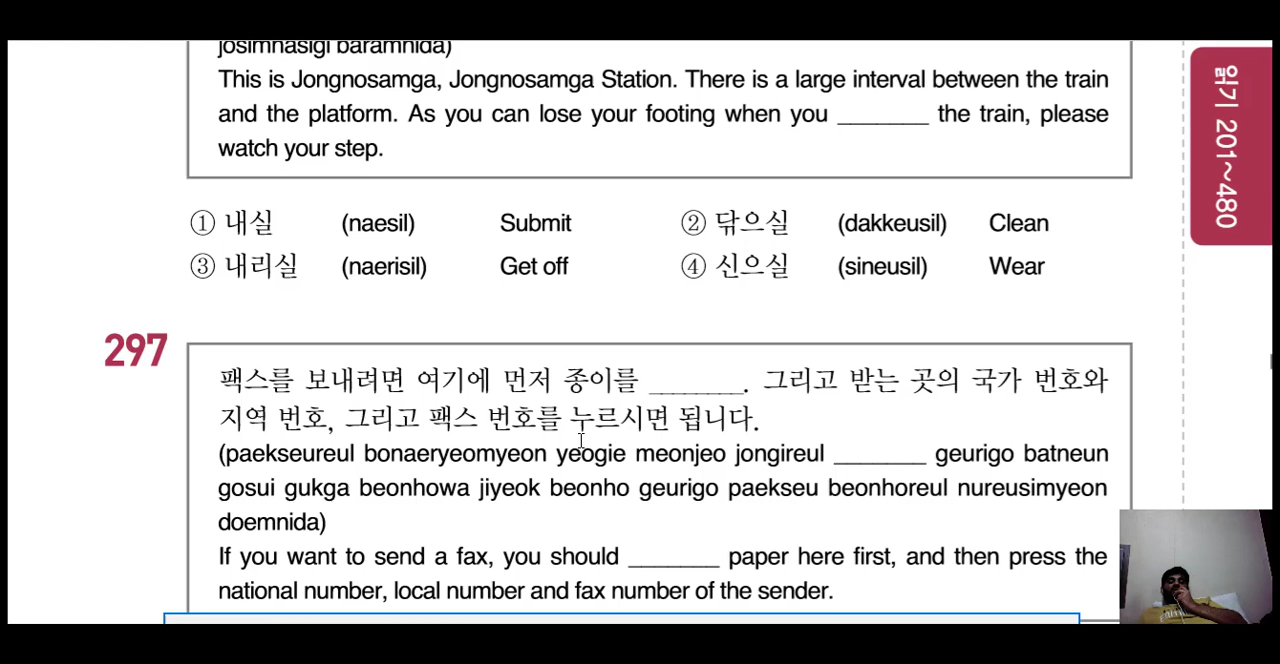 josimhasigi baramnida)
This is Jongnosamga, Jongnosamga Station. There is a large interval between the train
and the platform. As you can lose your footing when you _______ the train, please
watch your step.
① 내실 (naesil) Submit ② 닦으실 (dakkeusil) Clean
③ 내리실 (naerisil) Get off ④ 신으실 (sineusil) Wear
297
팩스를 보내려면 여기에 먼저 종이를 _______. 그리고 받는 곳의 국가 번호와
지역 번호, 그리고 팩스 번호를 누르시면 됩니다.
(paekseureul bonaeryeomyeon yeogie meonjeo jongireul _______ geurigo batneun
gosui gukga beonhowa jiyeok beonho geurigo paekseu beonhoreul nureusimyeon
doemnida)
If you want to send a fax, you should _______ paper here first, and then press the
national number, local number and fax number of the sender.
읽기 201~480